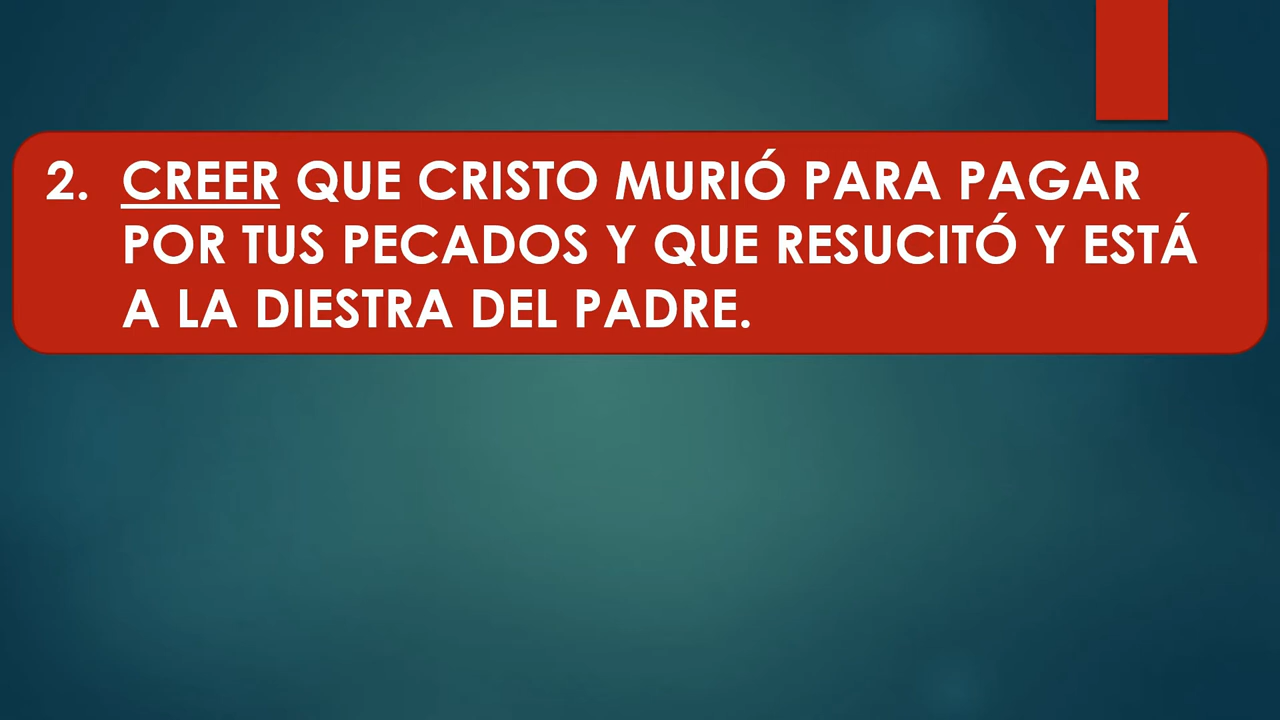 2. CREER QUE CRISTO MURIÓ PARA PAGAR
POR TUS PECADOS Y QUE RESUCITÓ Y ESTÁ
A LA DIESTRA DEL PADRE.